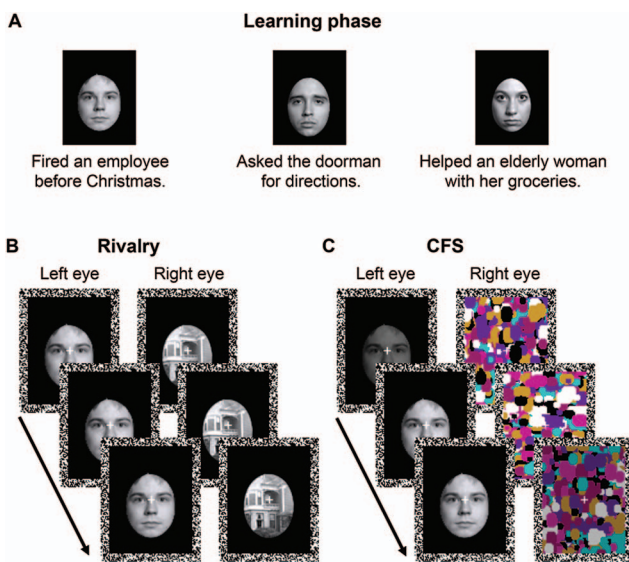 A Learning phase
Fired an employee
before Christmas.
Asked the doorman
for directions.
Helped an elderly woman
with her groceries.
B Rivalry
Left eye Right eye
C CFS
Left eye Right eye